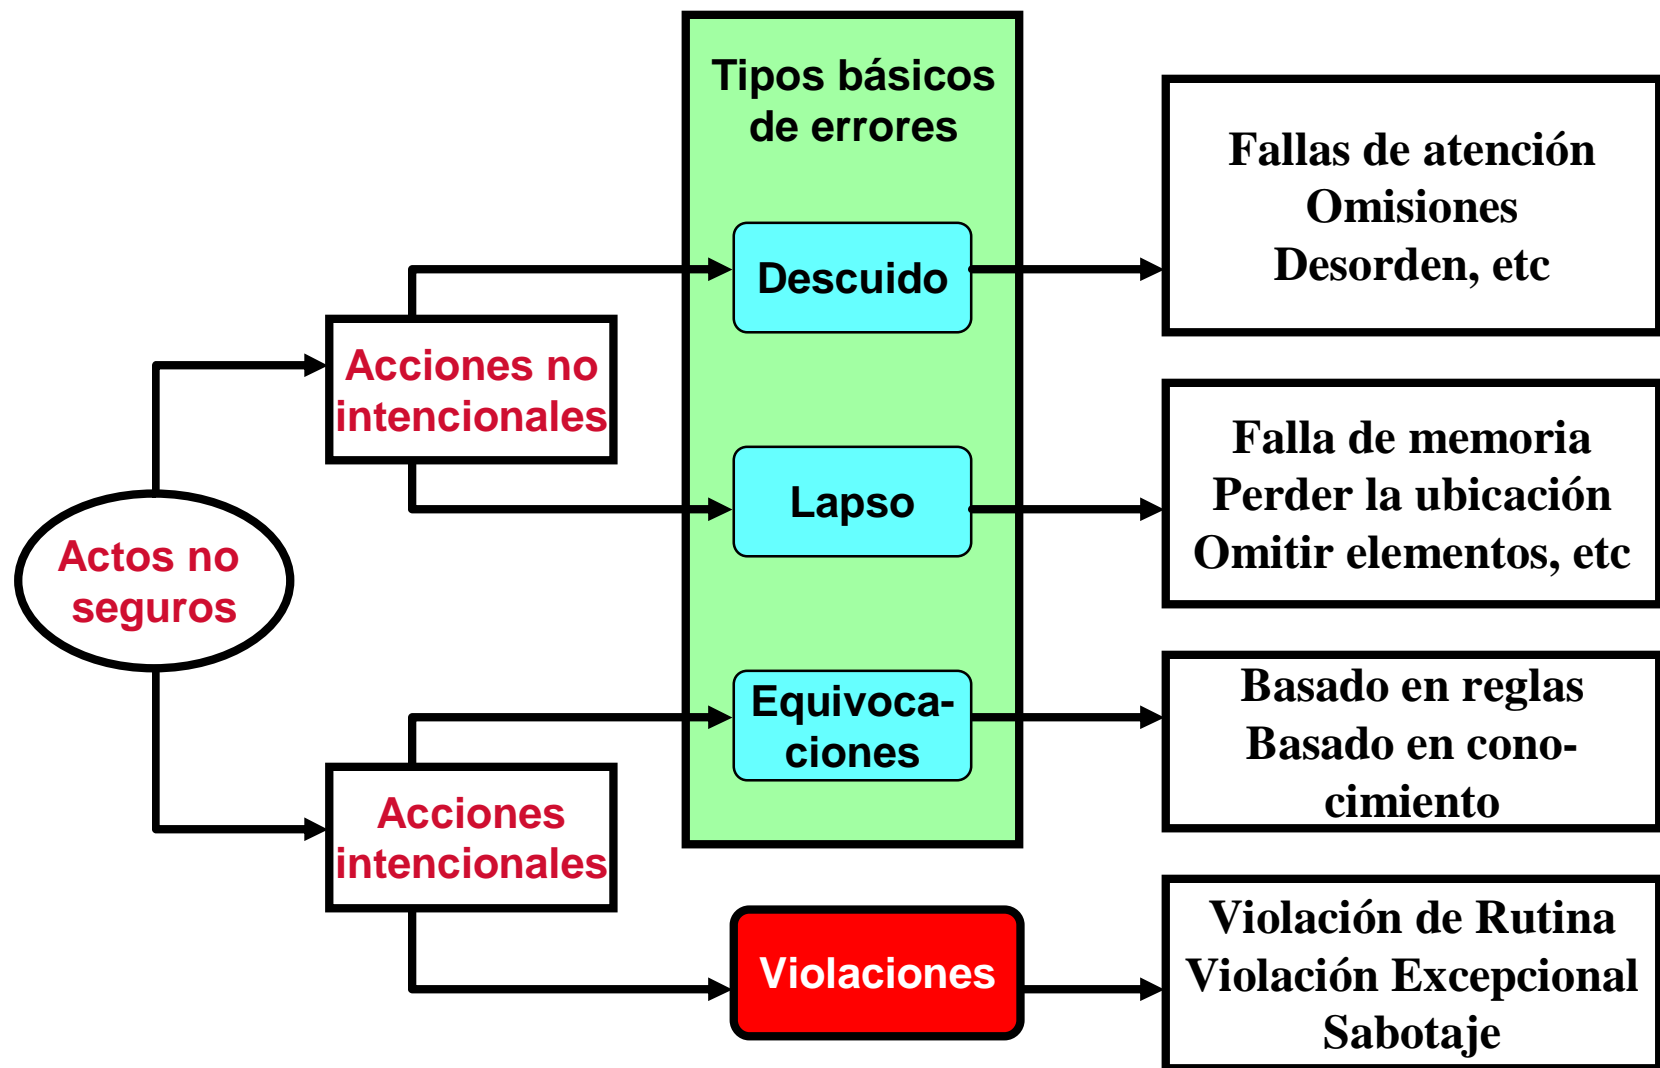 Tipos básicos
de errores
Fallas de atención
Omisiones
Desorden, etc
Descuido
Acciones no
intencionales
Falla de memoria
Perder la ubicación
Omitir elementos, etc
Lapso
Actos no
seguros
Equivoca-
ciones
Basado en reglas
Basado en cono-
cimiento
Acciones
intencionales
Violaciones
Violación de Rutina
Violación Excepcional
Sabotaje